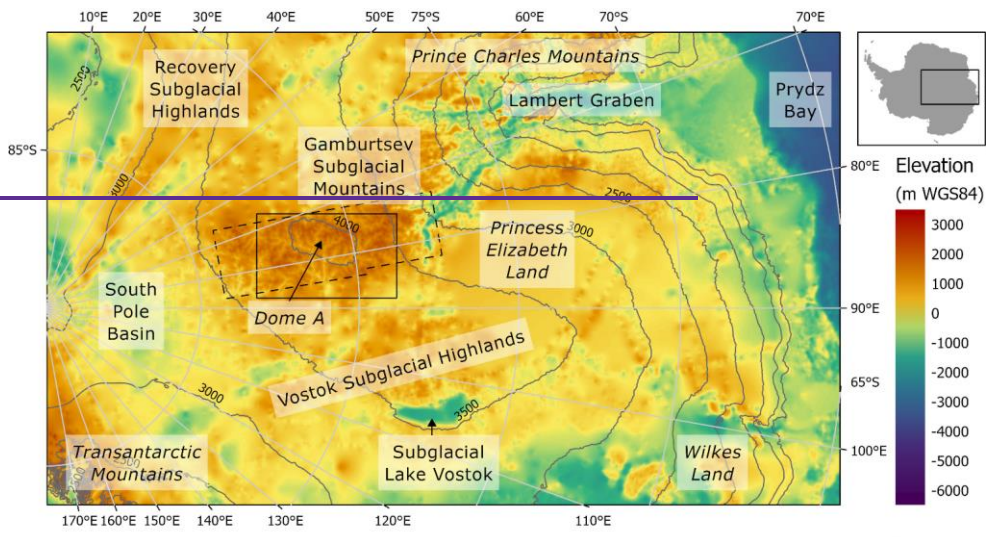 10°E 20°E 30°E 40°E 50°E 75°S 60°E 70°S 70°E
Prince Charles Mountains
Recovery
Subglacial
Highlands
2500
Lambert Graben
Prydz
Bay
Gamburtsev
Subglacial
Mountains
85°S
80°E
Elevation
(m WGS84)
3000
2000
1000
0
-1000
-2000
-3000
-4000
-5000
-6000
2500
4000
3000
Princess
Elizabeth
Land
South
Pole
Basin
Dome A
90°E
Vostok Subglacial Highlands
65°S
3000
3500
Transantarctic
Mountains
Subglacial
Lake Vostok
Wilkes
Land
100°E
170°E 160°E 150°E 140°E 130°E 120°E 110°E